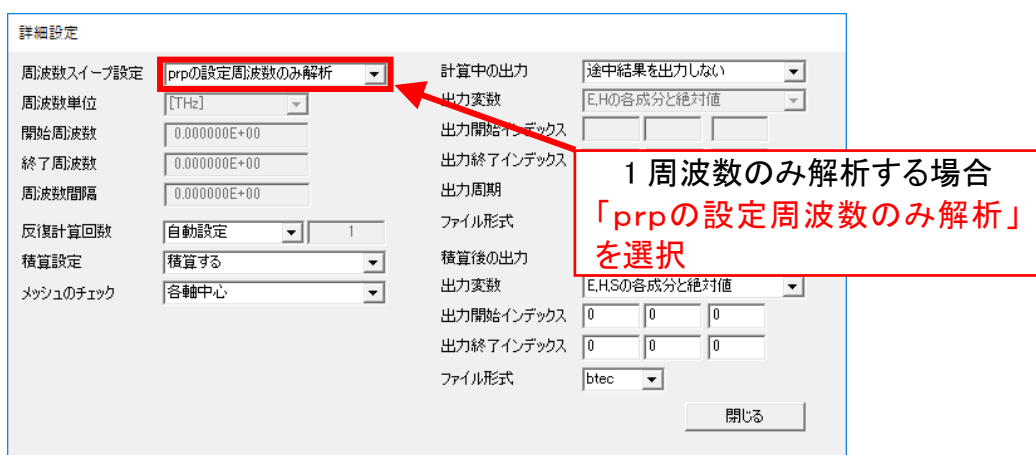 詳細設定
周波数スイープ設定 prpの設定周波数のみ解析
周波数単位 [THz]
開始周波数 0.000000E+00
終了周波数 0.000000E+00
周波数間隔 0.000000E+00
反復計算回数 自動設定 1
積算設定 積算する
メッシュのチェック 各軸中心
計算中の出力 途中結果を出力しない
出力変数 E,Hの各成分と絶対値
出力開始インデックス
出力終了インデックス
出力周期
ファイル形式
積算後の出力
出力変数 E,H,Sの各成分と絶対値
出力開始インデックス 0 0 0
出力終了インデックス 0 0 0
ファイル形式 btec
閉じる
1周波数のみ解析する場合
「prpの設定周波数のみ解析」
を選択